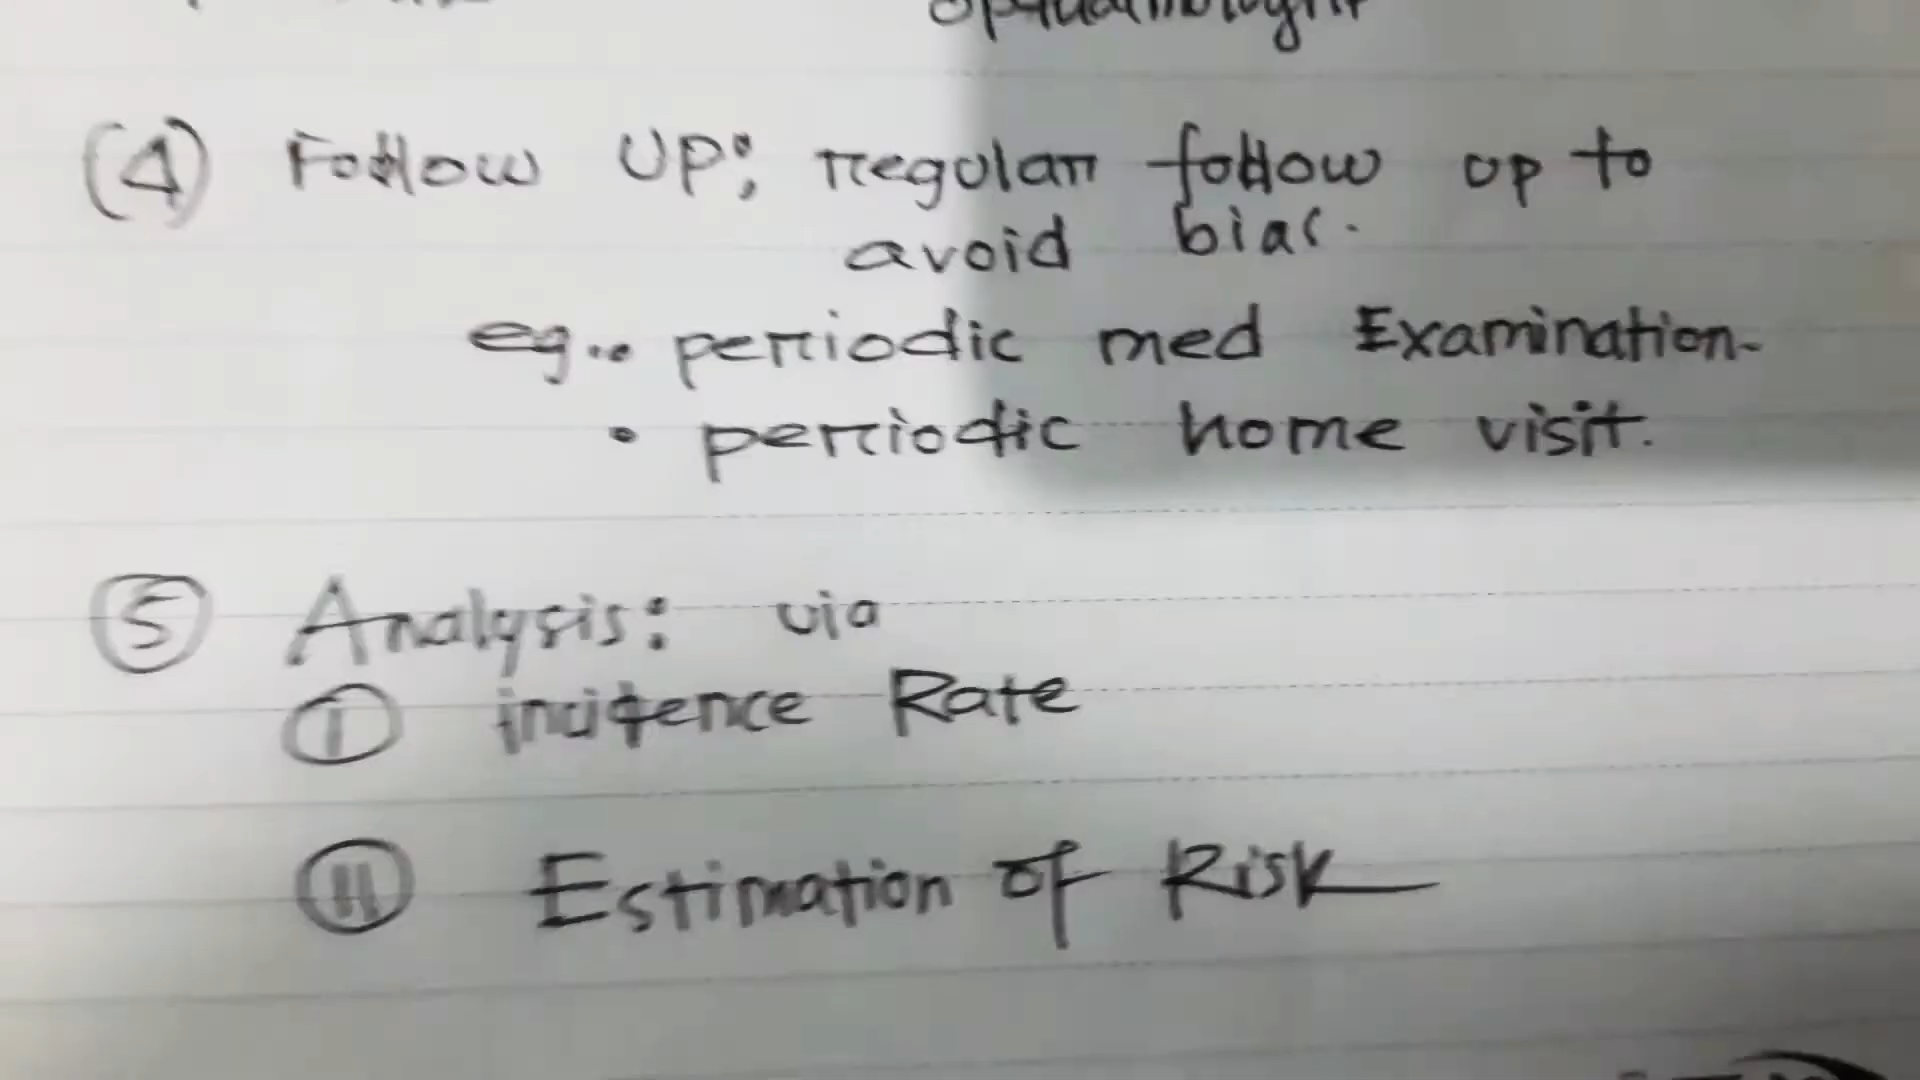 (4) Follow UP; regular follow up to
avoid bias.
eg.. periodic med Examination.
• periodic home visit.
(5) Analysis: via
(i) incidence Rate
(ii) Estimation of Risk